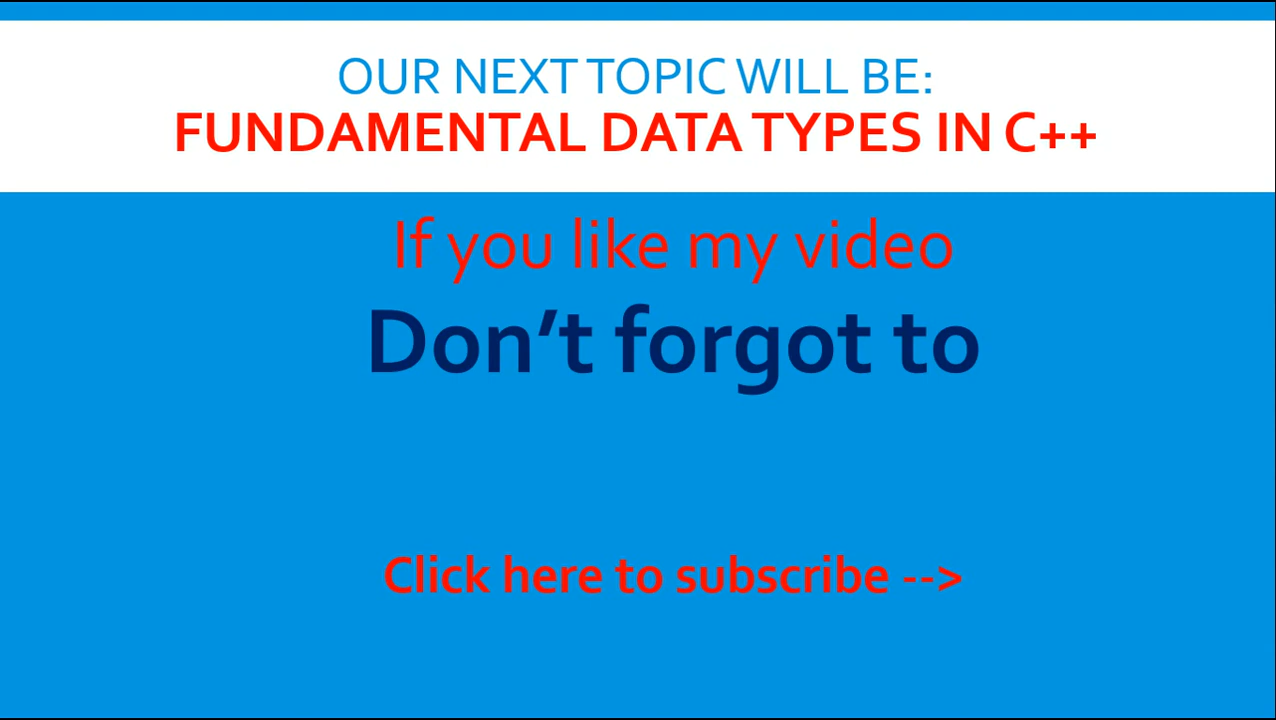 OUR NEXT TOPIC WILL BE:
FUNDAMENTAL DATA TYPES IN C++
If you like my video
Don’t forgot to
Click here to subscribe -->